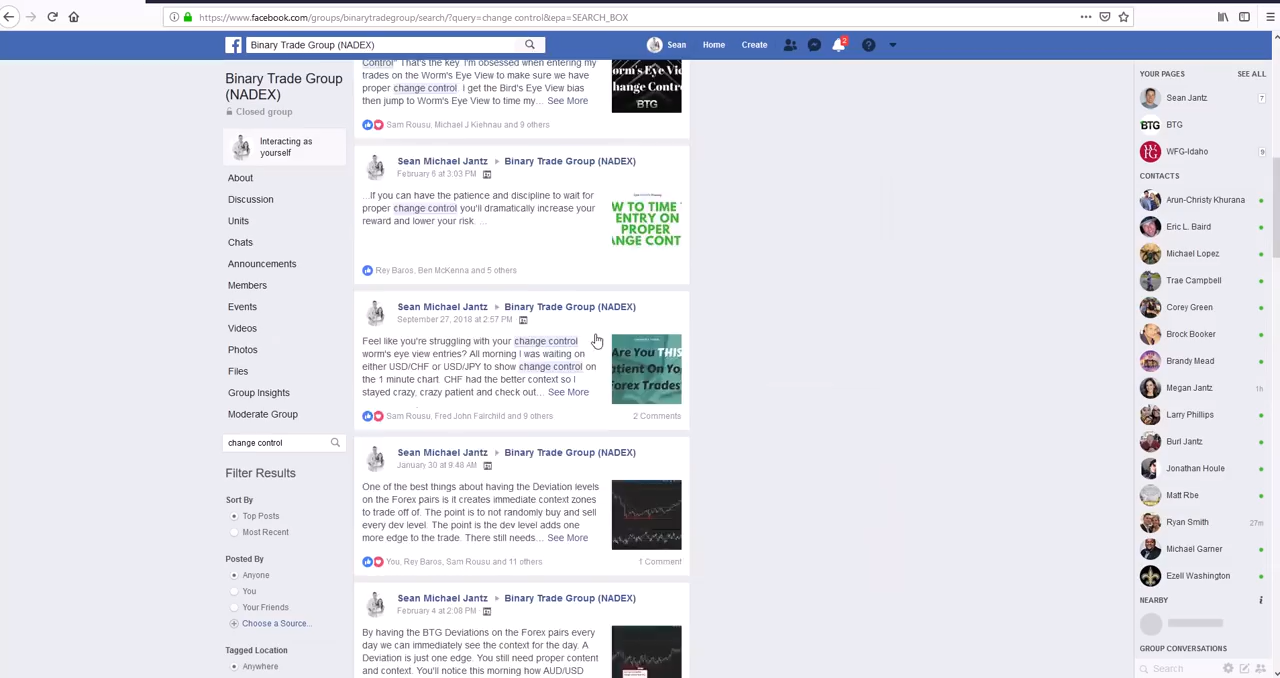 https://www.facebook.com/groups/binarytradegroup/search/?query=change control&epa=SEARCH_BOX
Binary Trade Group (NADEX)
Sean
Home
Create
2
Binary Trade Group (NADEX)
Closed group
Interacting as yourself
About
Discussion
Units
Chats
Announcements
Members
Events
Videos
Photos
Files
Group Insights
Moderate Group
change control
Filter Results
Sort By
Top Posts
Most Recent
Posted By
Anyone
You
Your Friends
Choose a Source...
Tagged Location
Anywhere
Control" That's the key. I'm obsessed when entering my
trades on the Worm's Eye View to make sure we have
proper change control. I get the Bird's Eye View bias
then jump to Worm's Eye View to time my... See More
orm's Eye Vi
Change Contro
BTG
Sam Rousu, Michael J Kiehnau and 9 others
Sean Michael Jantz ▸ Binary Trade Group (NADEX)
February 6 at 3:03 PM
...If you can have the patience and discipline to wait for
proper change control you'll dramatically increase your
reward and lower your risk. ...
W TO TIME
ENTRY ON
PROPER
ANGE CONT
Rey Baros, Ben McKenna and 5 others
Sean Michael Jantz ▸ Binary Trade Group (NADEX)
September 27, 2018 at 2:57 PM
Feel like you're struggling with your change control
worm's eye view entries? All morning I was waiting on
either USD/CHF or USD/JPY to show change control on
the 1 minute chart. CHF had the better context so I
stayed crazy, crazy patient and check out... See More
Are You THIS
atient on Yo
Forex Trades
Sam Rousu, Fred John Fairchild and 9 others
2 Comments
Sean Michael Jantz ▸ Binary Trade Group (NADEX)
January 30 at 9:48 AM
One of the best things about having the Deviation levels
on the Forex pairs is it creates immediate context zones
to trade off of. The point is to not randomly buy and sell
every dev level. The point is the dev level adds one
more edge to the trade. There still needs... See More
You, Rey Baros, Sam Rousu and 11 others
1 Comment
Sean Michael Jantz ▸ Binary Trade Group (NADEX)
February 4 at 2:08 PM
By having the BTG Deviations on the Forex pairs every
day we can immediately see the context for the day. A
Deviation is just one edge. You still need proper content
and context. You'll notice this morning how AUD/USD
YOUR PAGES
SEE ALL
Sean Jantz
7
BTG
BTG
WFG-Idaho
9
CONTACTS
Arun-Christy Khurana
Eric L. Baird
Michael Lopez
Trae Campbell
Corey Green
Brock Booker
Brandy Mead
Megan Jantz
1h
Larry Phillips
Burl Jantz
Jonathan Houle
Matt Rbe
Ryan Smith
27m
Michael Garner
Ezell Washington
NEARBY
GROUP CONVERSATIONS
Search